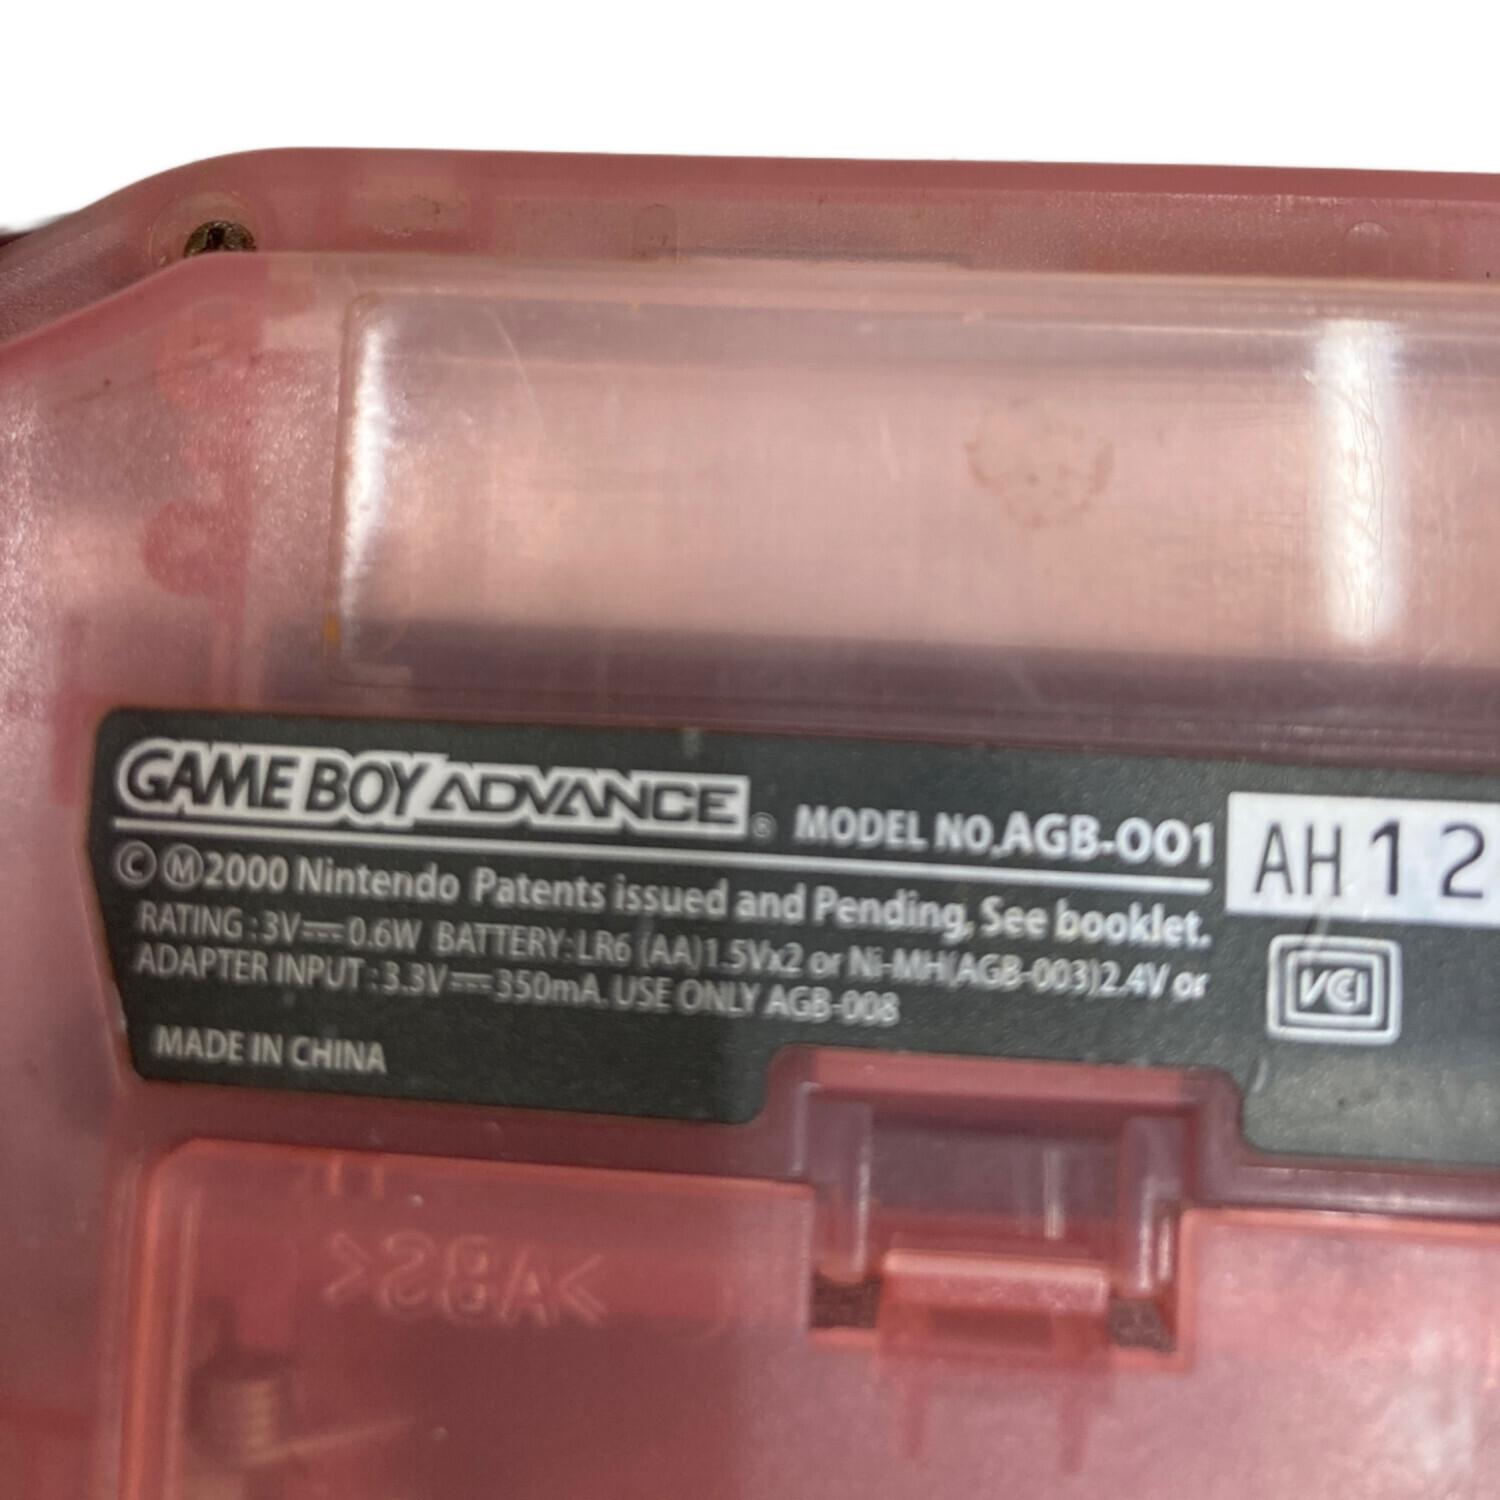 GAME BOY ADVANCE ® MODEL NO.AGB-001
AH12
Ⓒ Ⓜ2000 Nintendo Patents issued and Pending, See booklet.
RATING : 3V⎓0.6W BATTERY: LR6 (AA)1.5Vx2 or Ni-MH(AGB-003)2.4V or
ADAPTER INPUT : 3.3V⎓350mA. USE ONLY AGB-008
VCI
MADE IN CHINA
>ABS<